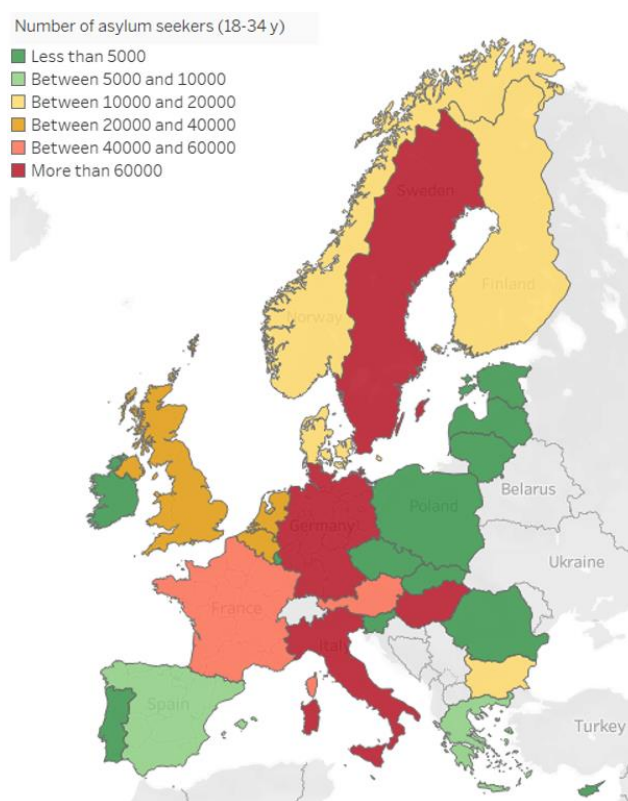 Number of asylum seekers (18-34 y)
Less than 5000
Between 5000 and 10000
Between 10000 and 20000
Between 20000 and 40000
Between 40000 and 60000
More than 60000
Sweden
Finland
Norway
Belarus
Poland
Germany
Ukraine
France
Italy
Spain
Turkey